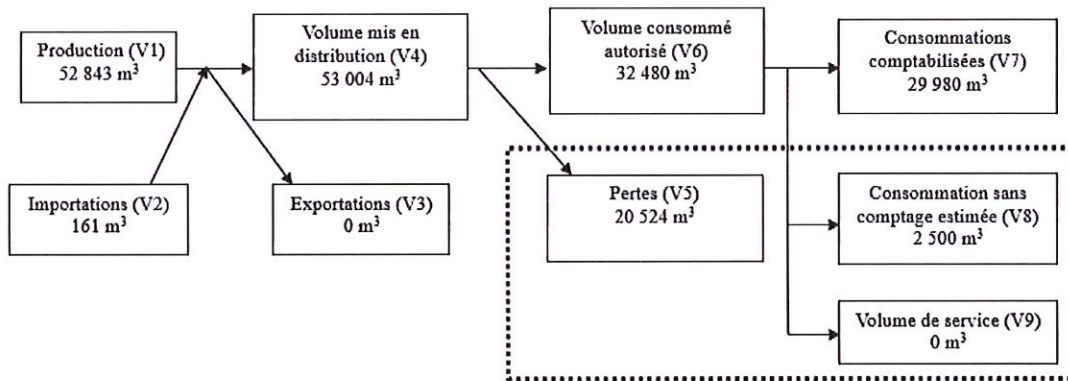 Production (V1)
52 843 m³
Volume mis en
distribution (V4)
53 004 m³
Volume consommé
autorisé (V6)
32 480 m³
Consommations
comptabilisées (V7)
29 980 m³
Importations (V2)
161 m³
Exportations (V3)
0 m³
Pertes (V5)
20 524 m³
Consommation sans
comptage estimée (V8)
2 500 m³
Volume de service (V9)
0 m³